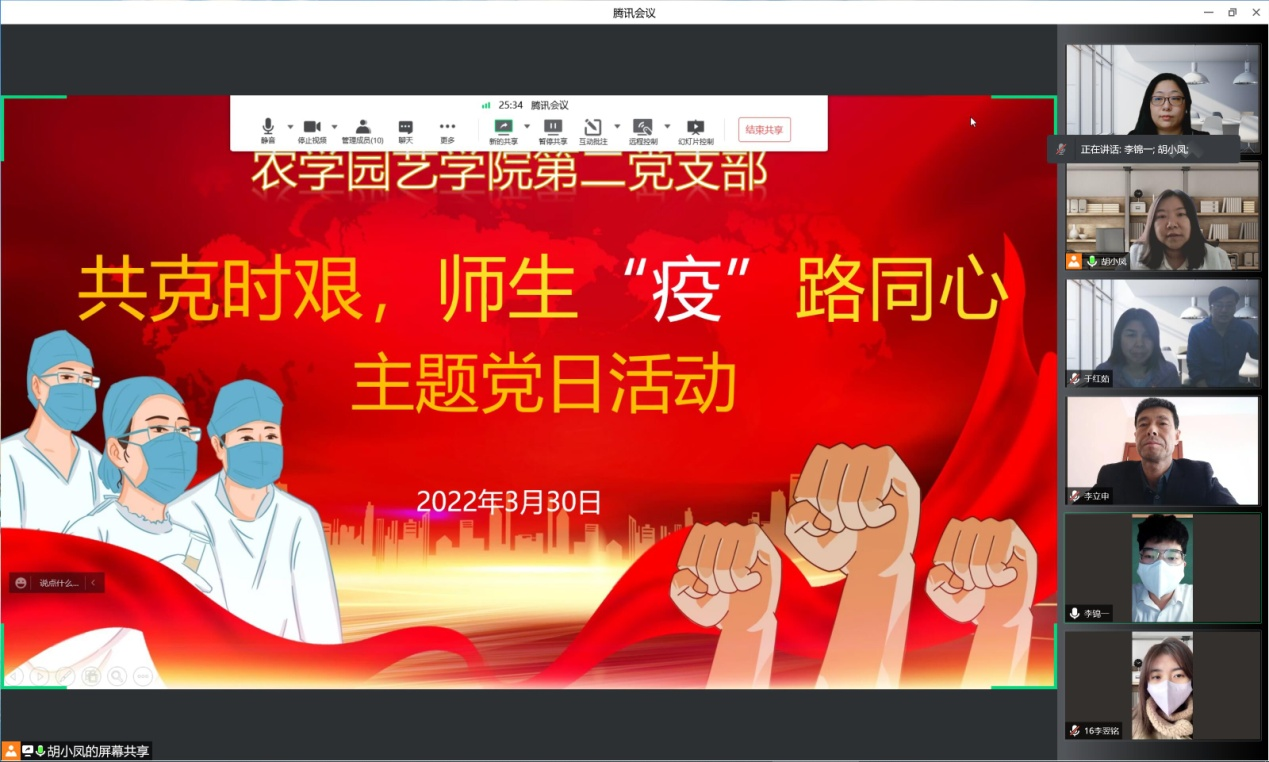 腾讯会议
25:34 腾讯会议
静音
停止视频
管理成员(10)
聊天
更多
新的共享
暂停共享
互动批注
远程控制
幻灯片控制
结束共享
农学园艺学院第二党支部
共克时艰，师生“疫”路同心
主题党日活动
2022年3月30日
说点什么...
胡小凤的屏幕共享
正在讲话: 李锦一; 胡小凤;
胡小凤
于红茹
李立申
李锦一
16李翌铭